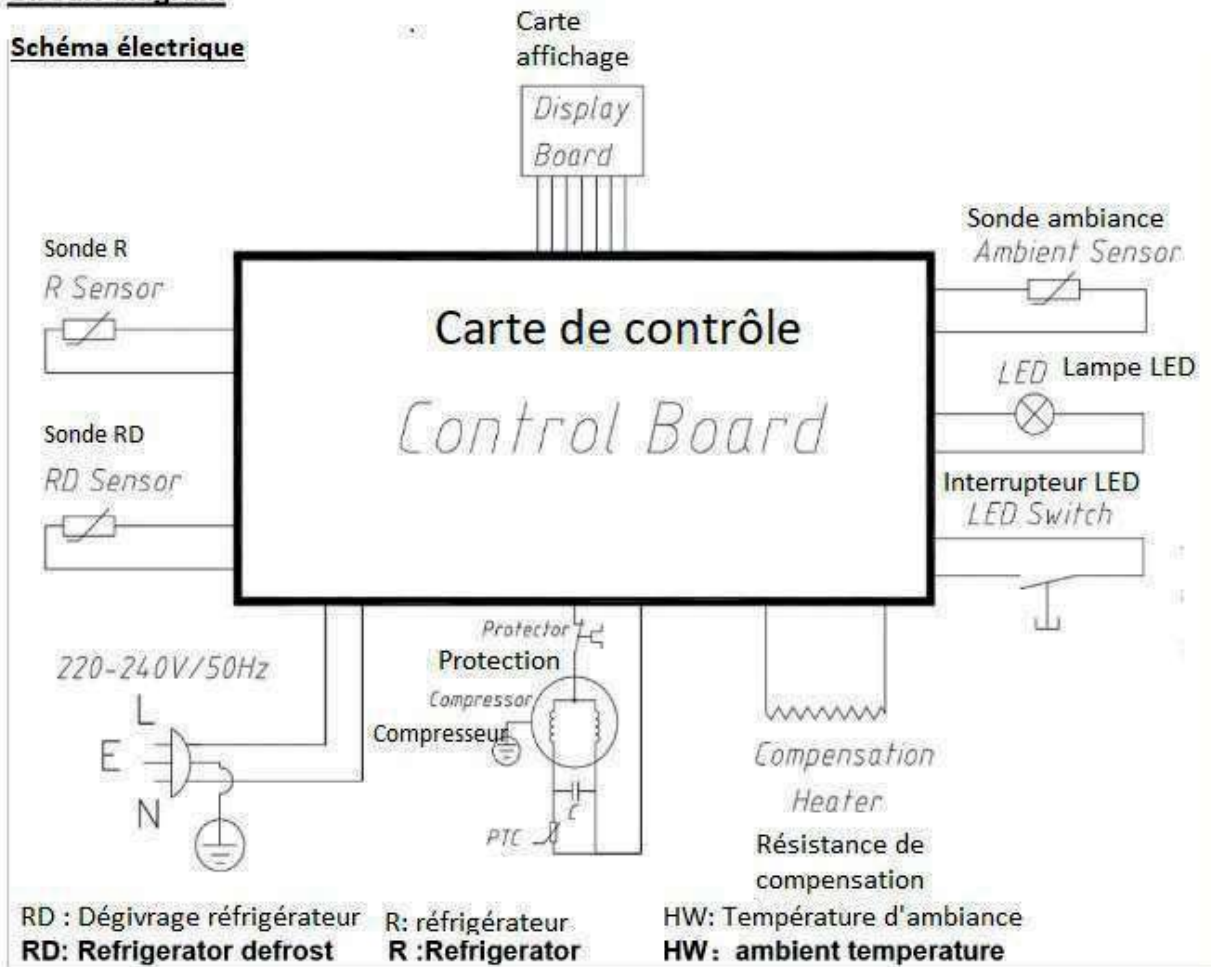 Schéma électrique
Carte
affichage
Display
Board
Sonde R
R Sensor
Sonde ambiance
Ambient Sensor
Carte de contrôle
Control Board
LED Lampe LED
Sonde RD
RD Sensor
Interrupteur LED
LED Switch
220-240V/50Hz
L
E
N
Protector
Protection
Compressor
Compresseur
C
PTC
Compensation
Heater
Résistance de
compensation
RD : Dégivrage réfrigérateur R: réfrigérateur HW: Température d'ambiance
RD: Refrigerator defrost R :Refrigerator HW: ambient temperature